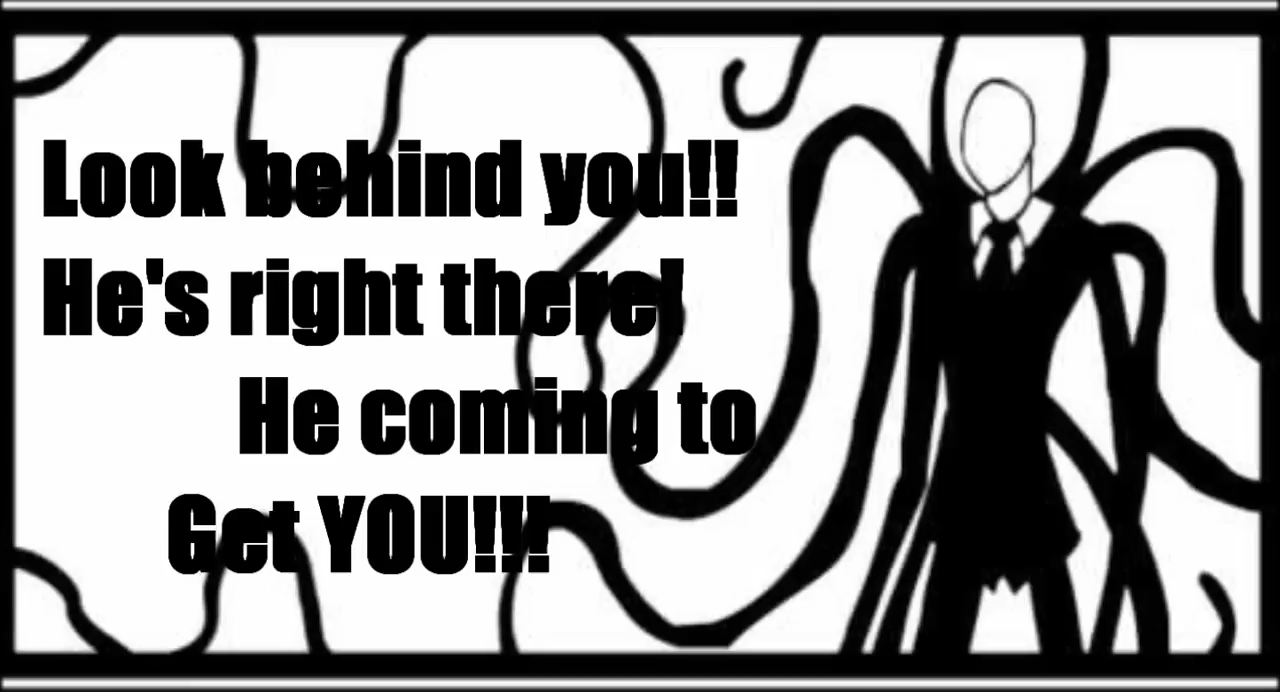 Look behind you!!
He's right there!
He coming to
Get YOU!!!